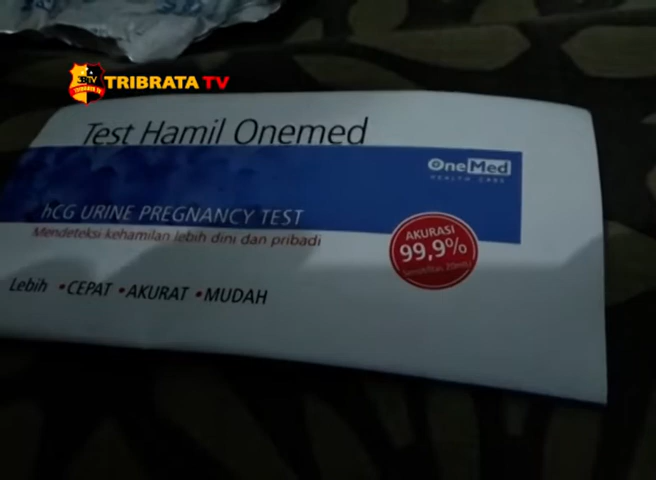 TRIBRATA TV
Test Hamil Onemed
OneMed
HEALTH CARE
hCG URINE PREGNANCY TEST
Mendeteksi kehamilan lebih dini dan pribadi
AKURASI
99,9%
Lebih •CEPAT •AKURAT •MUDAH